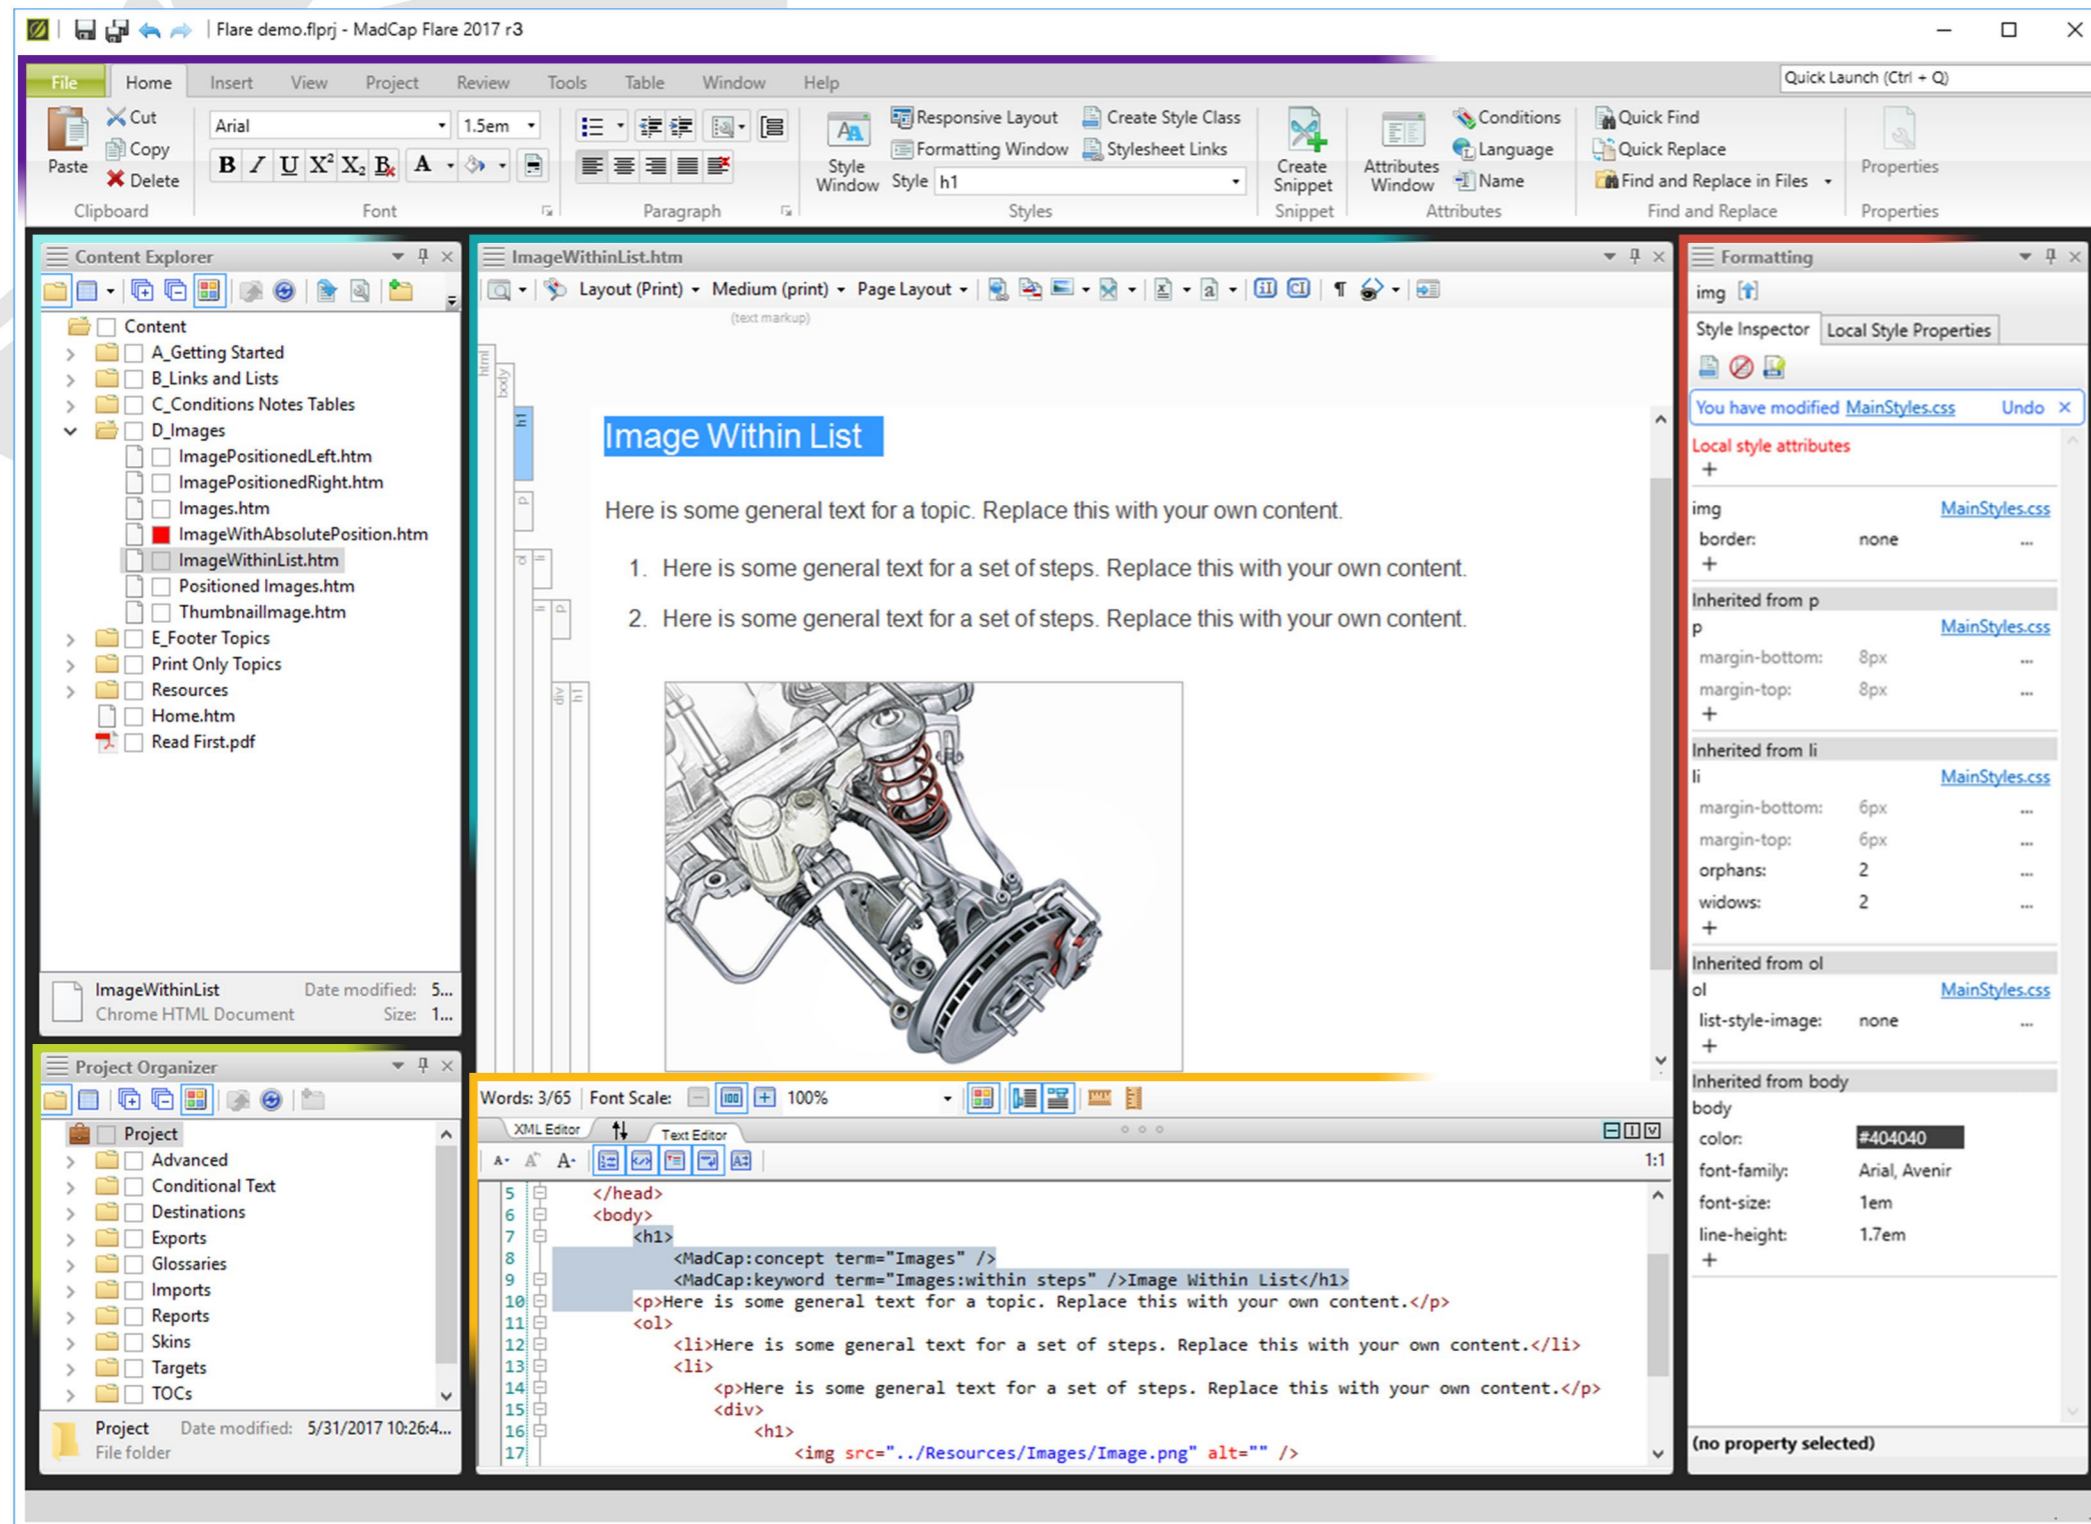 Flare demo.flprj - MadCap Flare 2017 r3
File Home Insert View Project Review Tools Table Window Help
Quick Launch (Ctrl + Q)
Paste
Cut
Copy
Delete
Clipboard
Arial 1.5em
B I U X² X₂ B A
Font
Paragraph
Style Window
Responsive Layout
Formatting Window
Style h1
Create Style Class
Stylesheet Links
Styles
Create Snippet
Snippet
Attributes Window
Conditions
Language
Name
Attributes
Quick Find
Quick Replace
Find and Replace in Files
Find and Replace
Properties
Properties
Content Explorer
Content
A_Getting Started
B_Links and Lists
C_Conditions Notes Tables
D_Images
ImagePositionedLeft.htm
ImagePositionedRight.htm
Images.htm
ImageWithAbsolutePosition.htm
ImageWithinList.htm
Positioned Images.htm
ThumbnailImage.htm
E_Footer Topics
Print Only Topics
Resources
Home.htm
Read First.pdf
ImageWithinList Date modified: 5...
Chrome HTML Document Size: 1...
Project Organizer
Project
Advanced
Conditional Text
Destinations
Exports
Glossaries
Imports
Reports
Skins
Targets
TOCs
Project Date modified: 5/31/2017 10:26:4...
File folder
ImageWithinList.htm
Layout (Print) Medium (print) Page Layout
(text markup)
html
body
h1
Image Within List
p
Here is some general text for a topic. Replace this with your own content.
ol li
1. Here is some general text for a set of steps. Replace this with your own content.
li p
2. Here is some general text for a set of steps. Replace this with your own content.
div h1
Words: 3/65 Font Scale: 100 100%
XML Editor Text Editor
1:1
5 </head>
6 <body>
7 <h1>
8 <MadCap:concept term="Images" />
9 <MadCap:keyword term="Images:within steps" />Image Within List</h1>
10 <p>Here is some general text for a topic. Replace this with your own content.</p>
11 <ol>
12 <li>Here is some general text for a set of steps. Replace this with your own content.</li>
13 <li>
14 <p>Here is some general text for a set of steps. Replace this with your own content.</p>
15 <div>
16 <h1>
17 <img src="../Resources/Images/Image.png" alt="" />
Formatting
img
Style Inspector Local Style Properties
You have modified MainStyles.css Undo
Local style attributes
+
img MainStyles.css
border: none ...
+
Inherited from p
p MainStyles.css
margin-bottom: 8px ...
margin-top: 8px ...
+
Inherited from li
li MainStyles.css
margin-bottom: 6px ...
margin-top: 6px ...
orphans: 2 ...
widows: 2 ...
+
Inherited from ol
ol MainStyles.css
list-style-image: none ...
+
Inherited from body
body
color: #404040
font-family: Arial, Avenir
font-size: 1em
line-height: 1.7em
+
(no property selected)